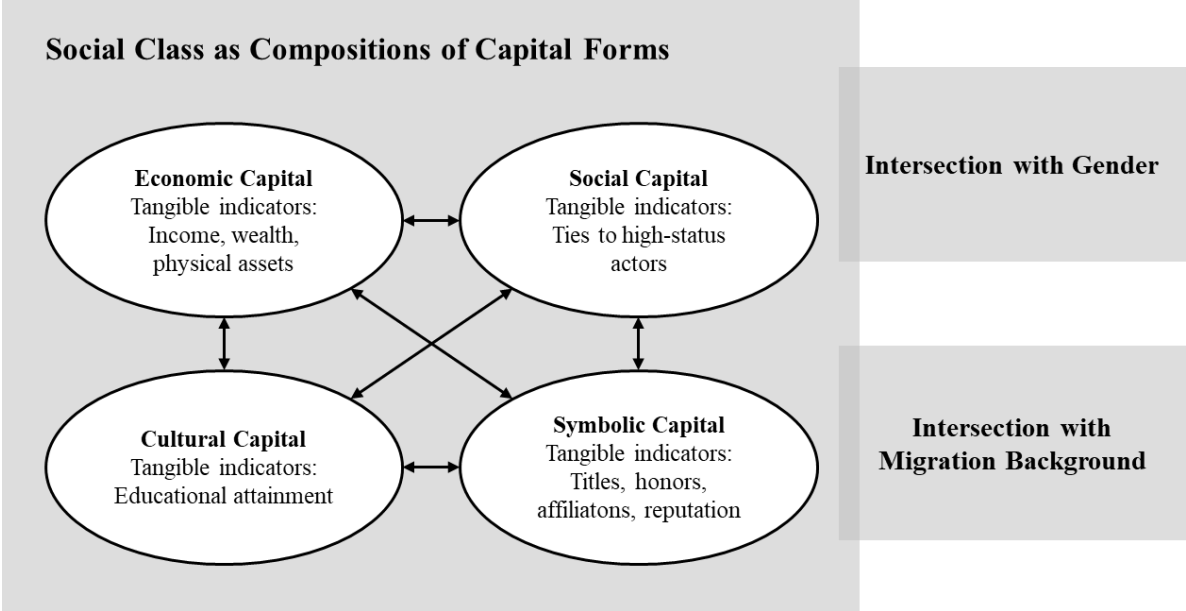 Social Class as Compositions of Capital Forms
Economic Capital
Tangible indicators:
Income, wealth,
physical assets
Social Capital
Tangible indicators:
Ties to high-status
actors
Intersection with Gender
Cultural Capital
Tangible indicators:
Educational attainment
Symbolic Capital
Tangible indicators:
Titles, honors,
affiliatons, reputation
Intersection with
Migration Background